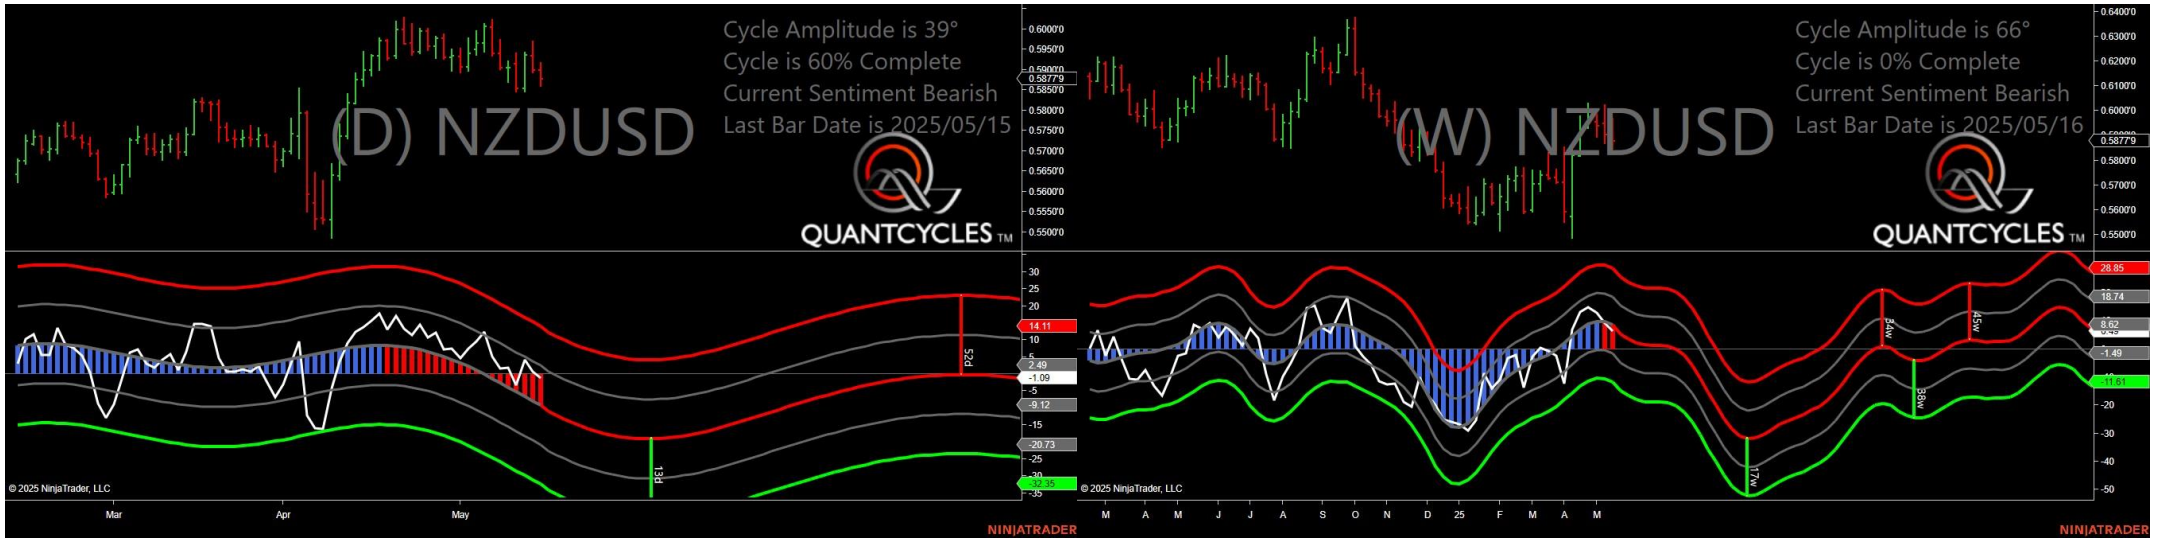 Cycle Amplitude is 39°
Cycle is 60% Complete
Current Sentiment Bearish
Last Bar Date is 2025/05/15
(D) NZDUSD
QUANTCYCLES TM
0.6000'0
0.5950'0
0.5900'0
0.5877'9
0.5850'0
0.5800'0
0.5750'0
0.5700'0
0.5650'0
0.5600'0
0.5550'0
0.5500'0
30
25
20
14.11
10
5
2.49
-1.09
-5
-9.12
-15
-20.73
-25
-30
-32.35
-35
52d
13d
© 2025 NinjaTrader, LLC
Mar
Apr
May
NINJATRADER
Cycle Amplitude is 66°
Cycle is 0% Complete
Current Sentiment Bearish
Last Bar Date is 2025/05/16
(W) NZDUSD
QUANTCYCLES TM
0.6400'0
0.6300'0
0.6200'0
0.6100'0
0.6000'0
0.5877'9
0.5800'0
0.5700'0
0.5600'0
0.5500'0
28.85
18.74
8.62
-1.49
-11.61
-20
-30
-40
-50
34w
45w
38w
17w
© 2025 NinjaTrader, LLC
M A M J J A S O N D 25 F M A M
NINJATRADER